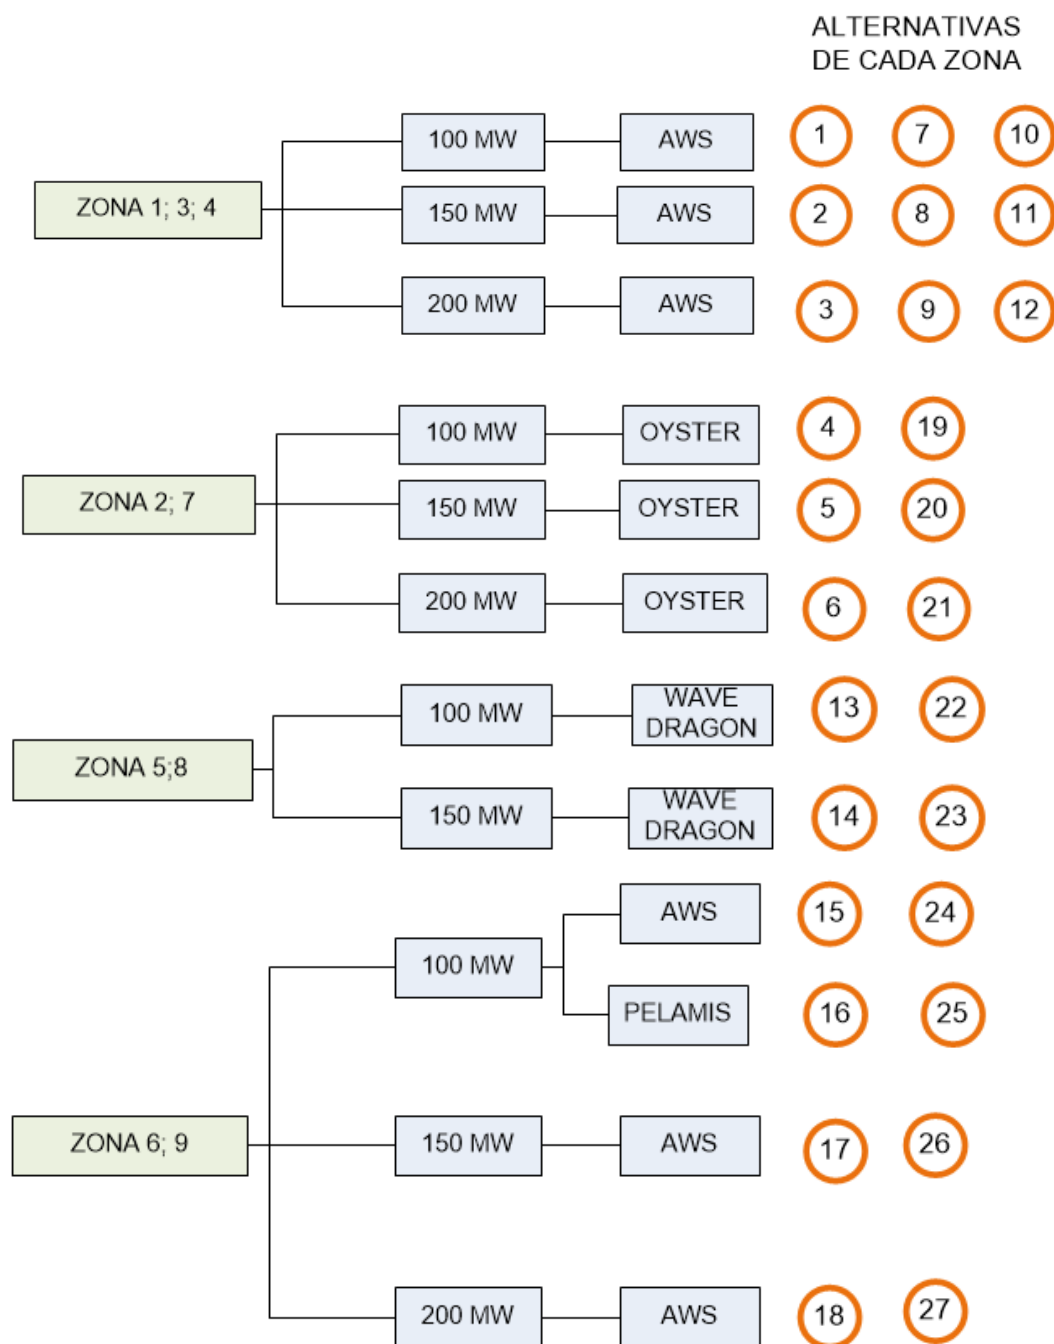 ALTERNATIVAS
DE CADA ZONA
ZONA 1; 3; 4
100 MW
AWS
1
7
10
150 MW
AWS
2
8
11
200 MW
AWS
3
9
12
ZONA 2; 7
100 MW
OYSTER
4
19
150 MW
OYSTER
5
20
200 MW
OYSTER
6
21
ZONA 5;8
100 MW
WAVE
DRAGON
13
22
150 MW
WAVE
DRAGON
14
23
ZONA 6; 9
100 MW
AWS
15
24
PELAMIS
16
25
150 MW
AWS
17
26
200 MW
AWS
18
27